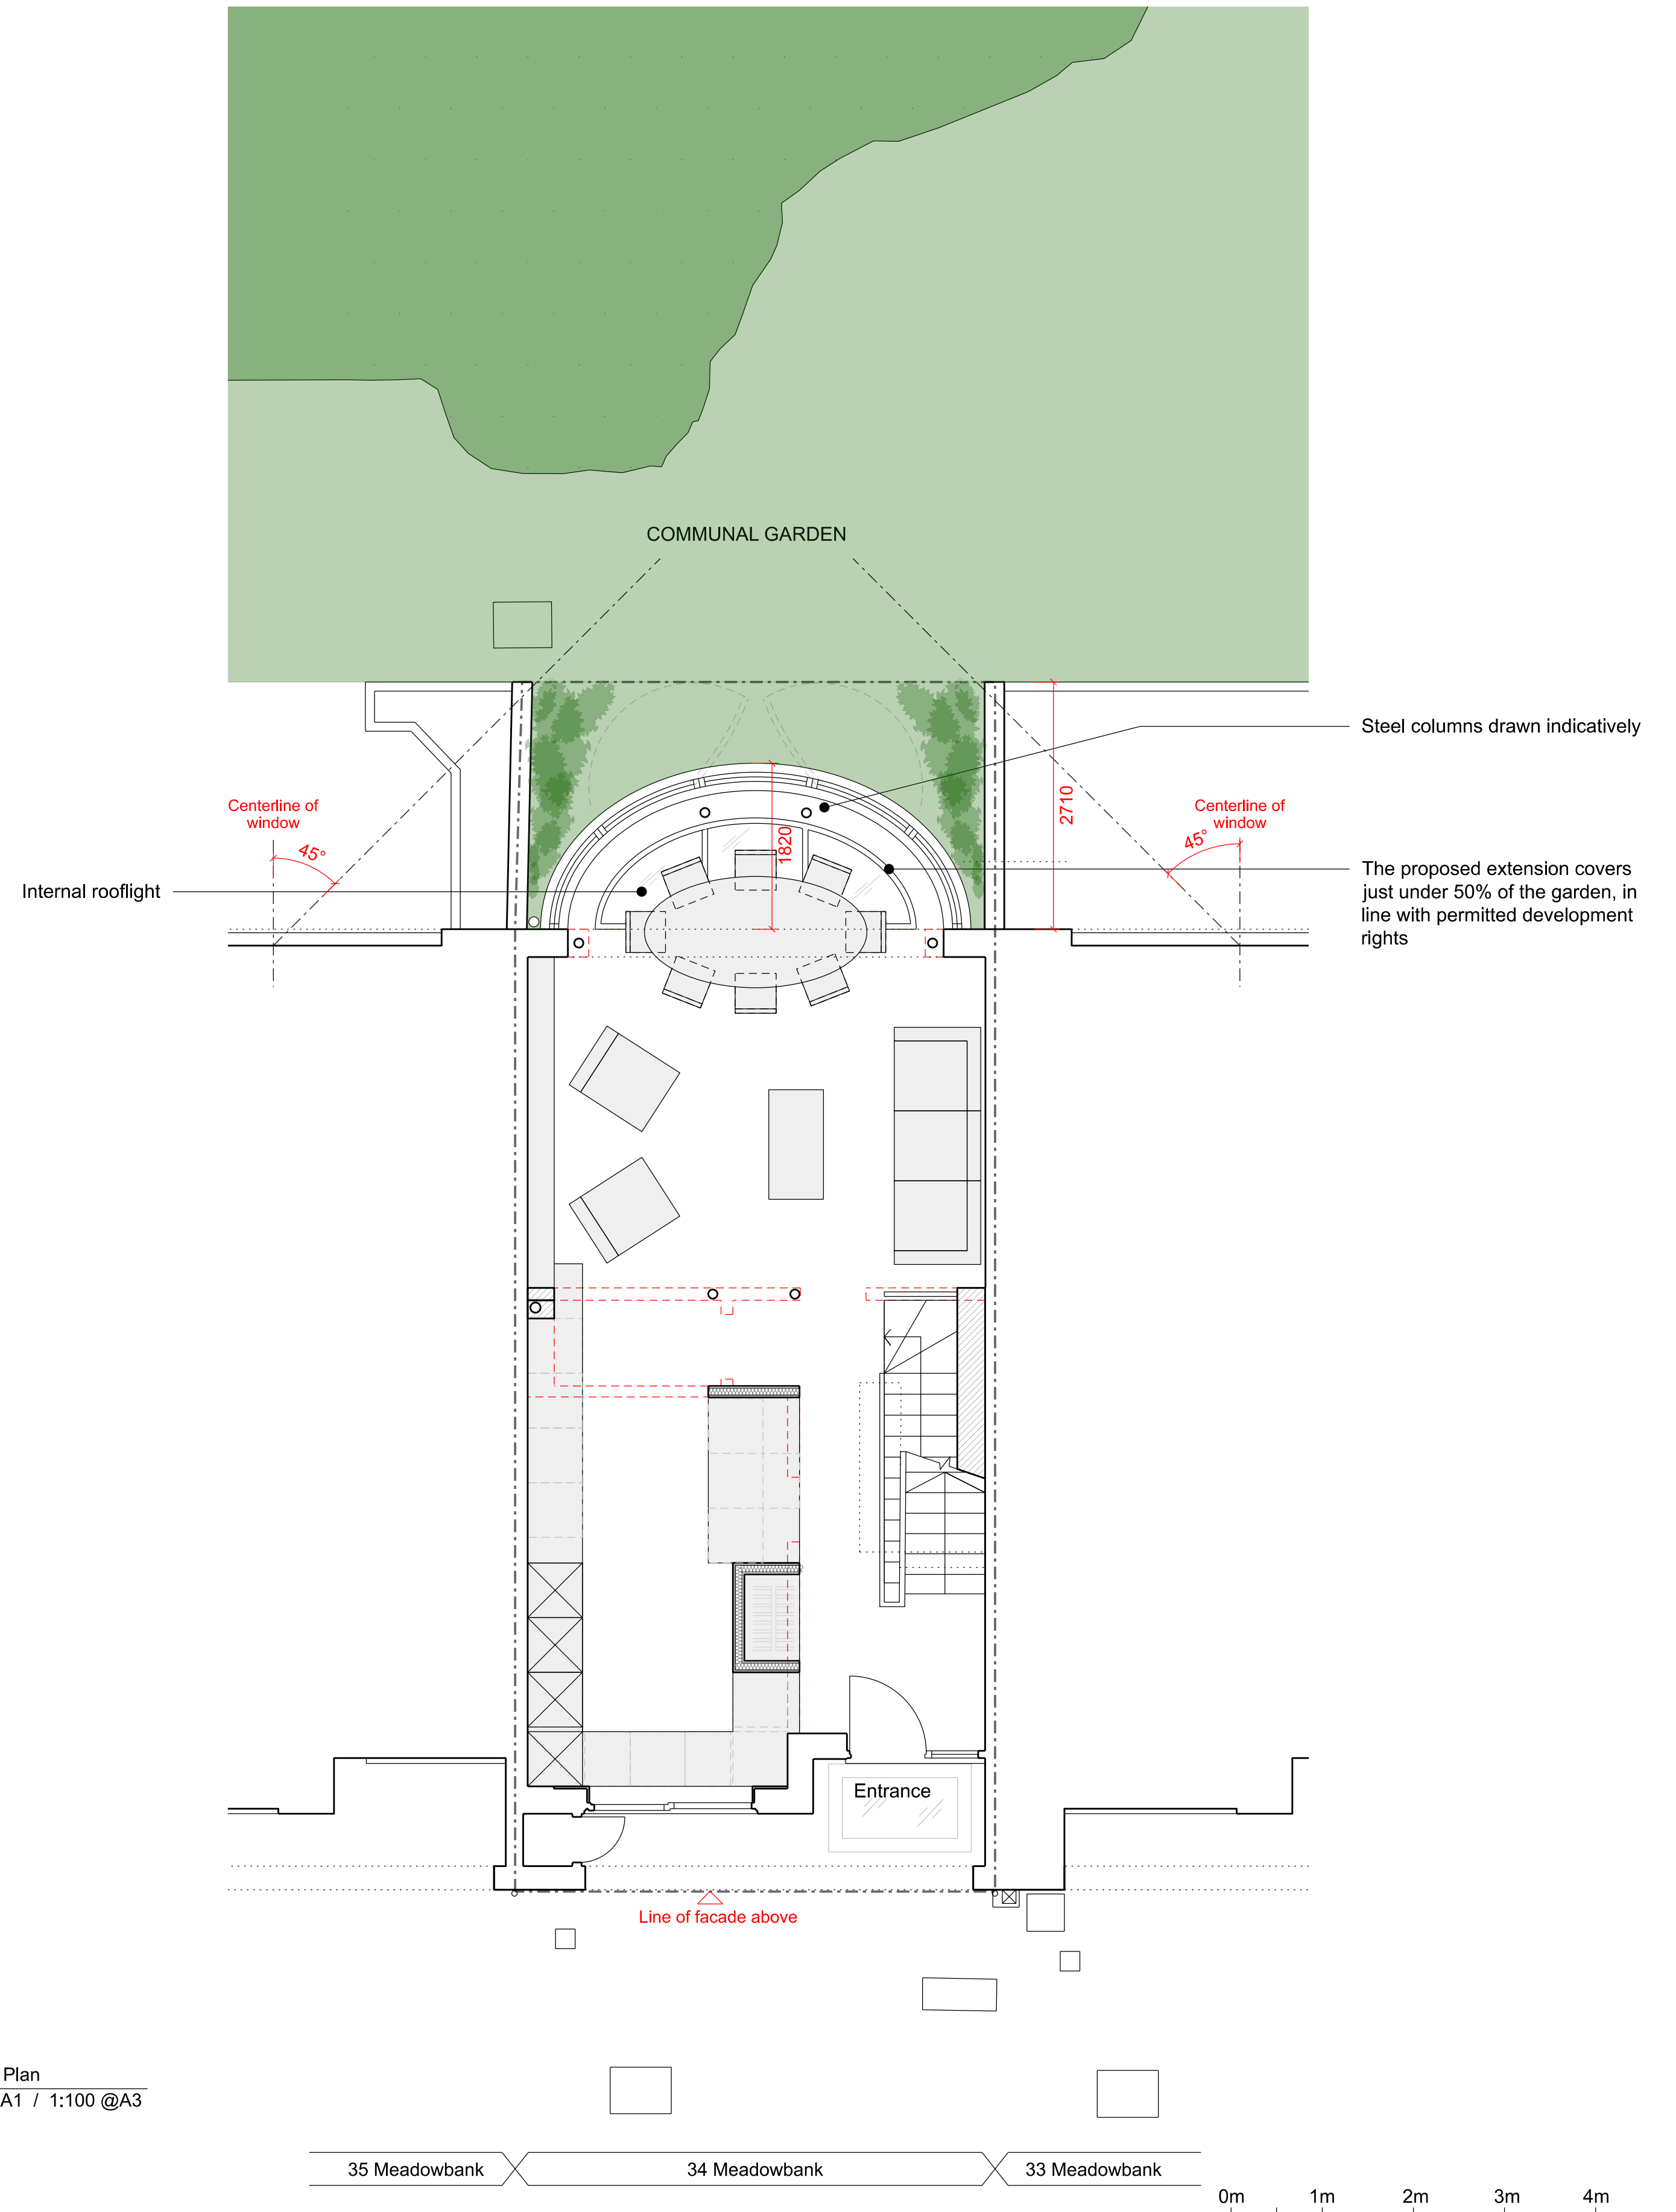 COMMUNAL GARDEN
Steel columns drawn indicatively
2710
Centerline of
window
45°
Centerline of
window
45°
1820
Internal rooflight
The proposed extension covers
just under 50% of the garden, in
line with permitted development
rights
Entrance
Line of facade above
Plan
A1 / 1:100 @A3
35 Meadowbank
34 Meadowbank
33 Meadowbank
0m
1m
2m
3m
4m